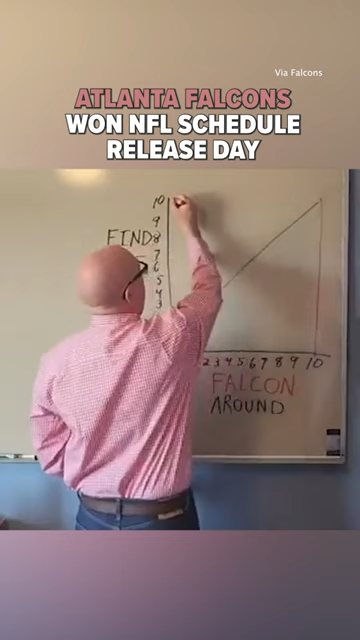 Via Falcons
ATLANTA FALCONS
WON NFL SCHEDULE
RELEASE DAY
10
9
FIND 8
7
6
5
4
3
2 3 4 5 6 7 8 9 10
FALCON
AROUND